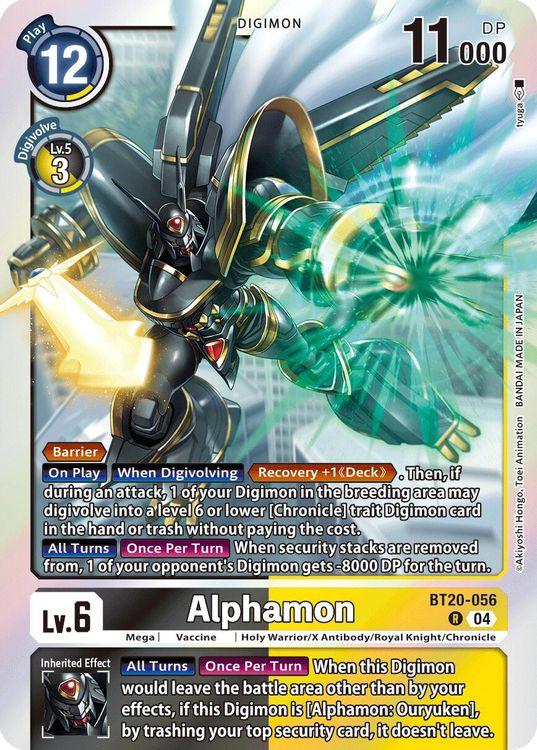 Play
12
DIGIMON
11000
DP
Digivolve
Lv.5
3
tyuga
©Akiyoshi Hongo, Toei Animation BANDAI MADE IN JAPAN
Barrier
On Play When Digivolving Recovery +1《Deck》. Then, if
during an attack, 1 of your Digimon in the breeding area may
digivolve into a level 6 or lower [Chronicle] trait Digimon card
in the hand or trash without paying the cost.
All Turns Once Per Turn When security stacks are removed
from, 1 of your opponent's Digimon gets -8000 DP for the turn.
Lv.6
Alphamon
BT20-056
R 04
Mega | Vaccine | Holy Warrior/X Antibody/Royal Knight/Chronicle
Inherited Effect
All Turns Once Per Turn When this Digimon
would leave the battle area other than by your
effects, if this Digimon is [Alphamon: Ouryuken],
by trashing your top security card, it doesn't leave.